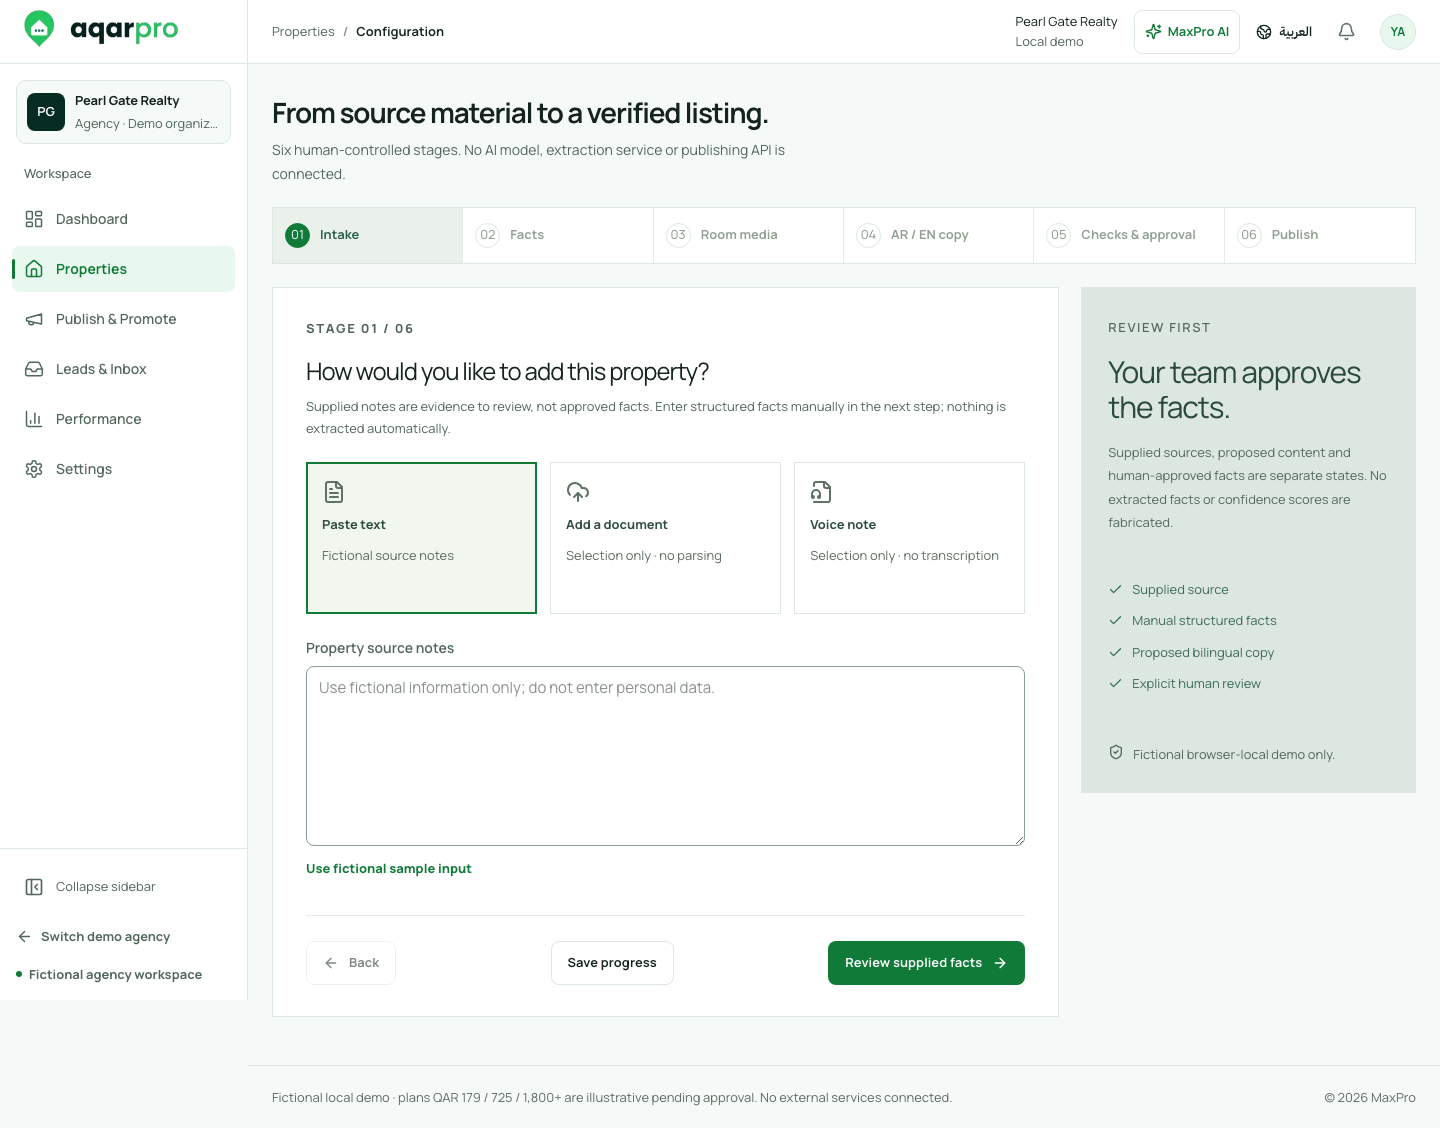 aqarpro
Properties / Configuration
Pearl Gate Realty
Local demo
MaxPro AI
العربية
YA
PG
Pearl Gate Realty
Agency · Demo organiz...
Workspace
Dashboard
Properties
Publish & Promote
Leads & Inbox
Performance
Settings
Collapse sidebar
Switch demo agency
Fictional agency workspace
From source material to a verified listing.
Six human-controlled stages. No AI model, extraction service or publishing API is
connected.
01 Intake
02 Facts
03 Room media
04 AR / EN copy
05 Checks & approval
06 Publish
STAGE 01 / 06
How would you like to add this property?
Supplied notes are evidence to review, not approved facts. Enter structured facts manually in the next step; nothing is
extracted automatically.
Paste text
Fictional source notes
Add a document
Selection only · no parsing
Voice note
Selection only · no transcription
Property source notes
Use fictional information only; do not enter personal data.
Use fictional sample input
Back
Save progress
Review supplied facts
REVIEW FIRST
Your team approves
the facts.
Supplied sources, proposed content and
human-approved facts are separate states. No
extracted facts or confidence scores are
fabricated.
Supplied source
Manual structured facts
Proposed bilingual copy
Explicit human review
Fictional browser-local demo only.
Fictional local demo · plans QAR 179 / 725 / 1,800+ are illustrative pending approval. No external services connected.
© 2026 MaxPro